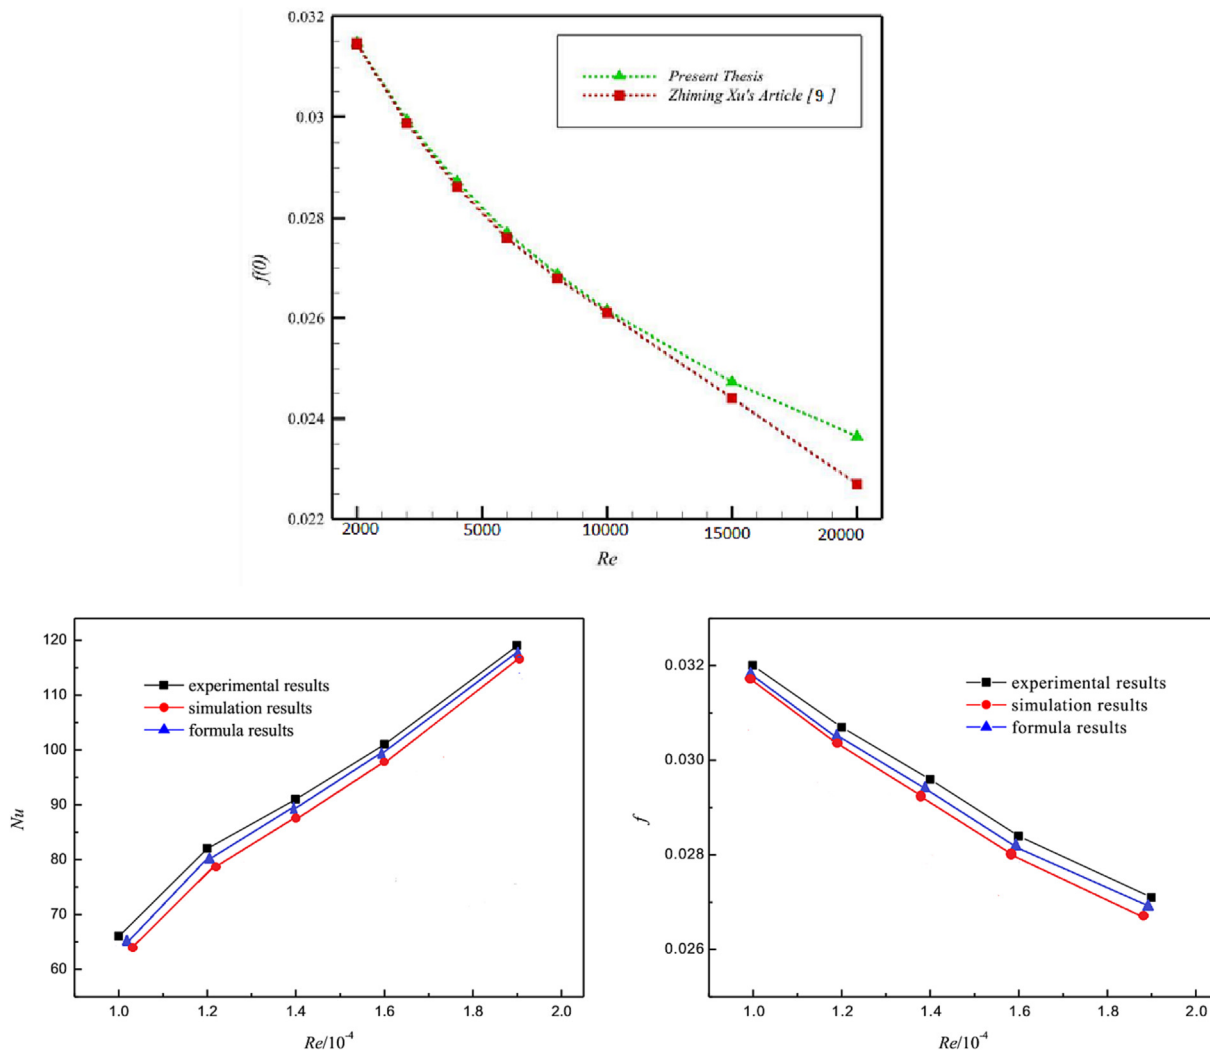 0.032
0.03
0.028
0.026
0.024
0.022
f(0)
Present Thesis
Zhiming Xu's Article [9]
2000
5000
10000
15000
20000
Re
120
110
100
90
80
70
60
Nu
experimental results
simulation results
formula results
1.0
1.2
1.4
1.6
1.8
2.0
Re/10⁻⁴
0.032
0.030
0.028
0.026
f
experimental results
simulation results
formula results
1.0
1.2
1.4
1.6
1.8
2.0
Re/10⁻⁴